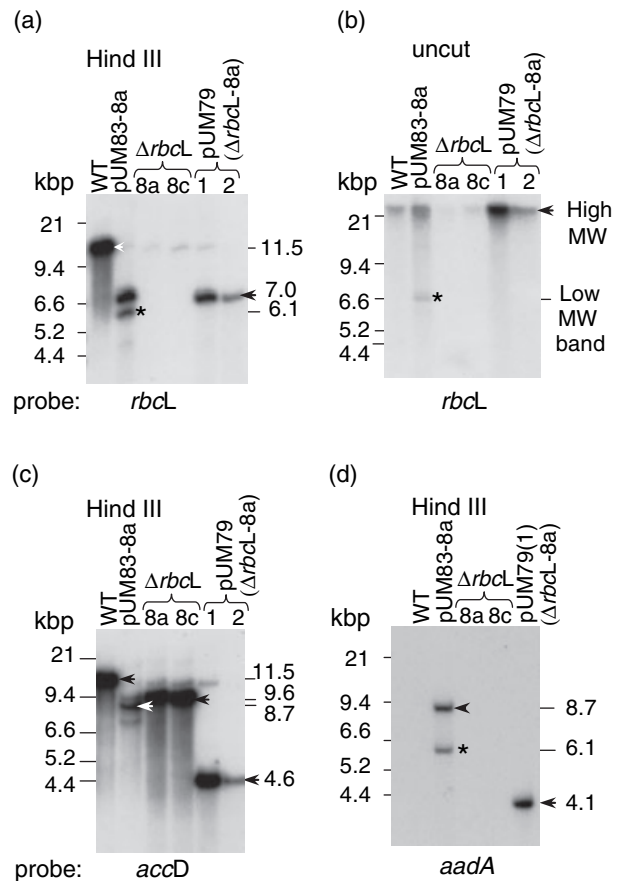 (a)
Hind III
WT
pUM83-8a
ΔrbcL
8a 8c
pUM79
(ΔrbcL-8a)
1 2
kbp
21
9.4
6.6
5.2
4.4
11.5
7.0
6.1
*
probe: rbcL
(b)
uncut
WT
pUM83-8a
ΔrbcL
8a 8c
pUM79
(ΔrbcL-8a)
1 2
kbp
21
9.4
6.6
5.2
4.4
High
MW
Low
MW
band
*
rbcL
(c)
Hind III
WT
pUM83-8a
ΔrbcL
8a 8c
pUM79
(ΔrbcL-8a)
1 2
kbp
21
9.4
6.6
5.2
4.4
11.5
9.6
8.7
4.6
probe: accD
(d)
Hind III
WT
pUM83-8a
ΔrbcL
8a 8c
pUM79(1)
(ΔrbcL-8a)
kbp
21
9.4
6.6
5.2
4.4
8.7
6.1
4.1
*
aadA